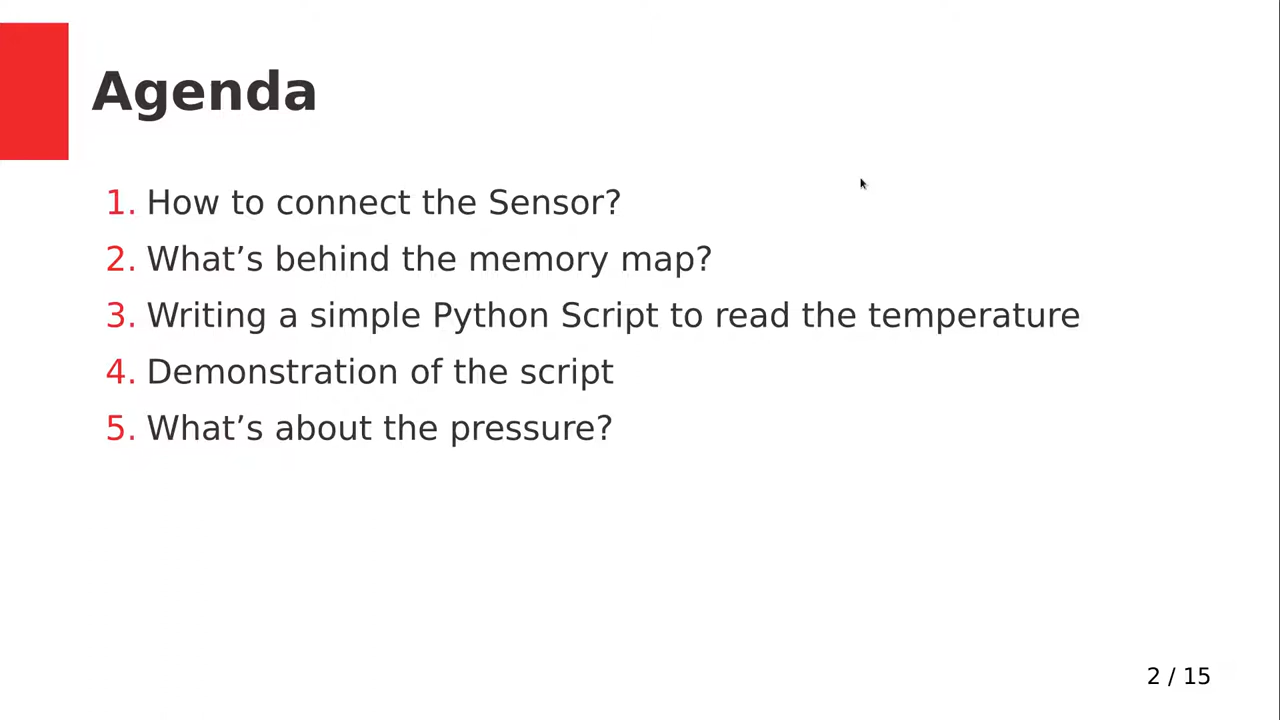 Agenda
1. How to connect the Sensor?
2. What’s behind the memory map?
3. Writing a simple Python Script to read the temperature
4. Demonstration of the script
5. What’s about the pressure?
2 / 15